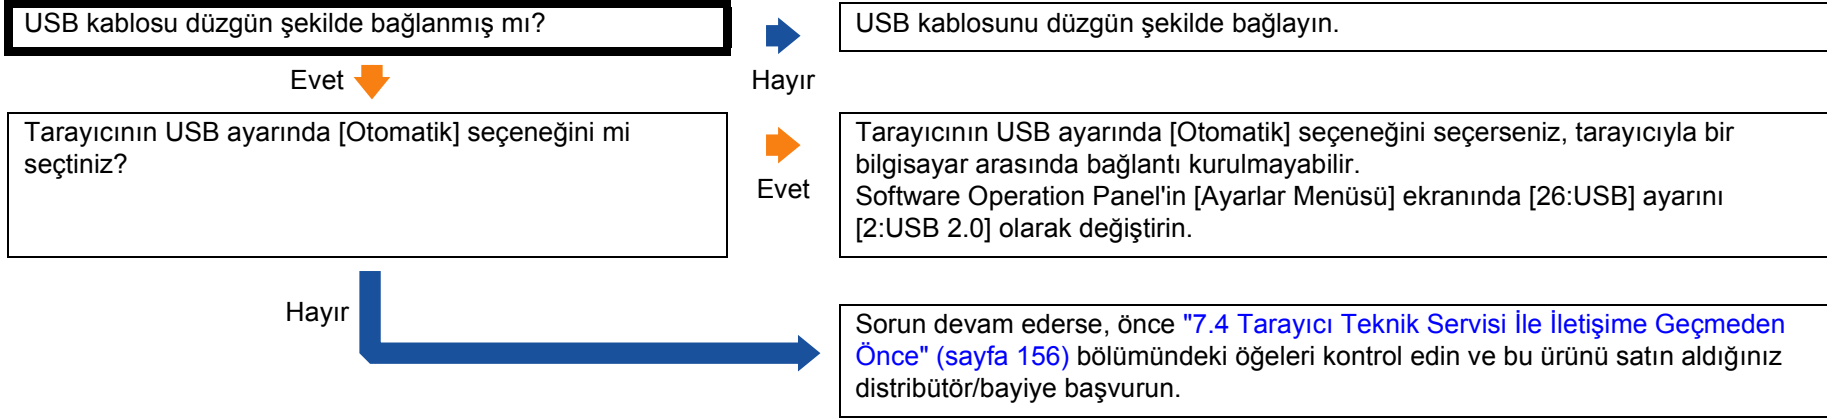 USB kablosu düzgün şekilde bağlanmış mı?
USB kablosunu düzgün şekilde bağlayın.
Evet
Hayır
Tarayıcının USB ayarında [Otomatik] seçeneğini mi
seçtiniz?
Evet
Tarayıcının USB ayarında [Otomatik] seçeneğini seçerseniz, tarayıcıyla bir
bilgisayar arasında bağlantı kurulmayabilir.
Software Operation Panel'in [Ayarlar Menüsü] ekranında [26:USB] ayarını
[2:USB 2.0] olarak değiştirin.
Hayır
Sorun devam ederse, önce "7.4 Tarayıcı Teknik Servisi İle İletişime Geçmeden
Önce" (sayfa 156) bölümündeki öğeleri kontrol edin ve bu ürünü satın aldığınız
distribütör/bayiye başvurun.